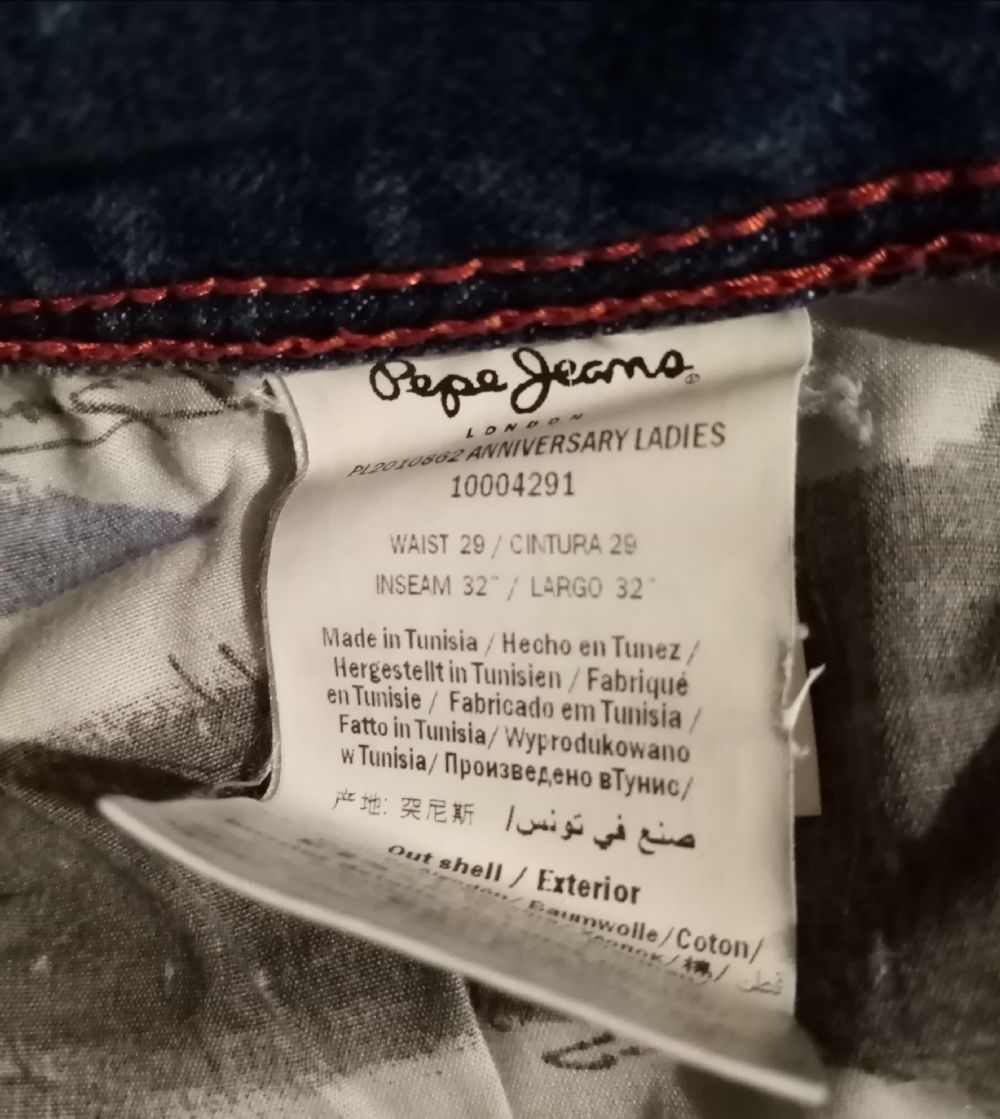 Pepe Jeans
LONDON
PL2010862 ANNIVERSARY LADIES
10004291
WAIST 29 / CINTURA 29
INSEAM 32" / LARGO 32"
Made in Tunisia / Hecho en Tunez /
Hergestellt in Tunisien / Fabriqué
en Tunisie / Fabricado em Tunisia /
Fatto in Tunisia/ Wyprodukowano
w Tunisia/ Произведено вТунис/
产地: 突尼斯 صنع في تونس/
Out shell / Exterior
Baumwolle/Coton/
قطن